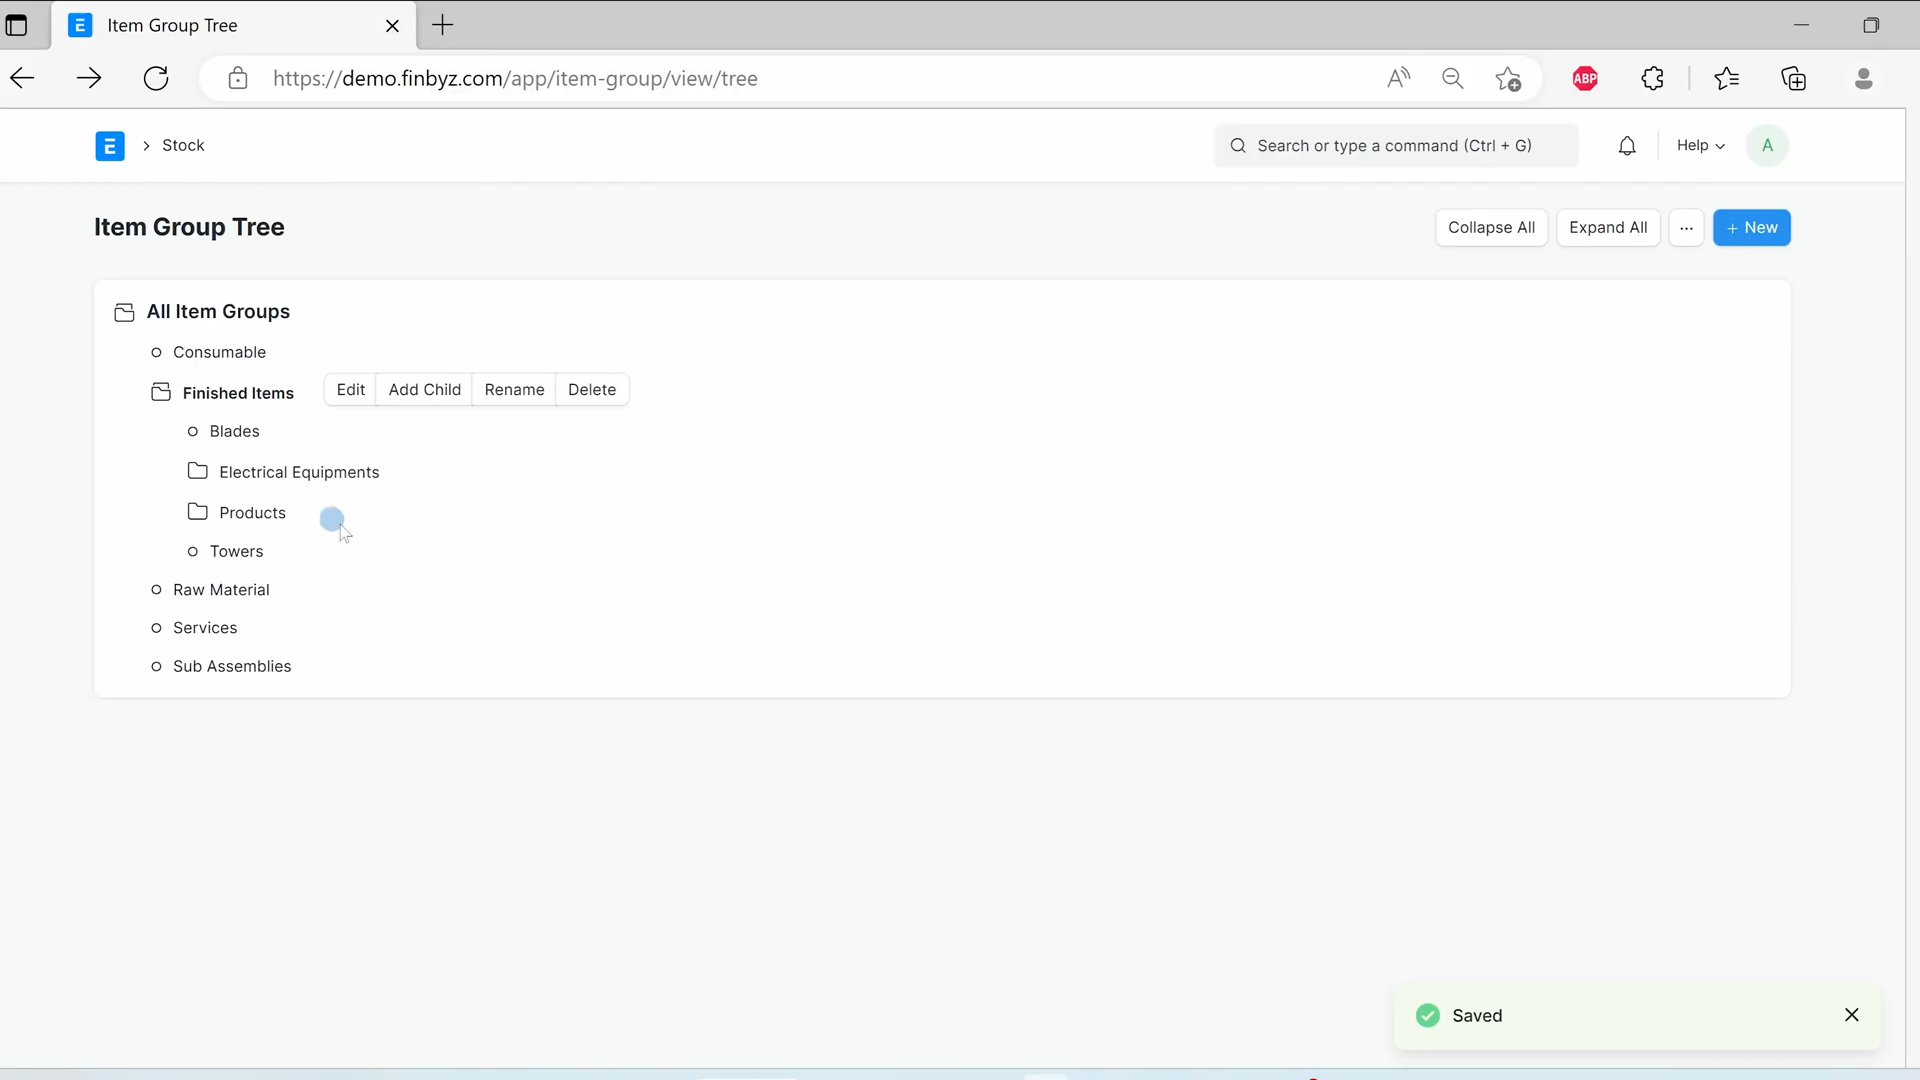 E Item Group Tree
https://demo.finbyz.com/app/item-group/view/tree
ABP
E Stock
Search or type a command (Ctrl + G)
Help
A
Item Group Tree
Collapse All
Expand All
+ New
All Item Groups
Consumable
Finished Items
Edit Add Child Rename Delete
Blades
Electrical Equipments
Products
Towers
Raw Material
Services
Sub Assemblies
Saved